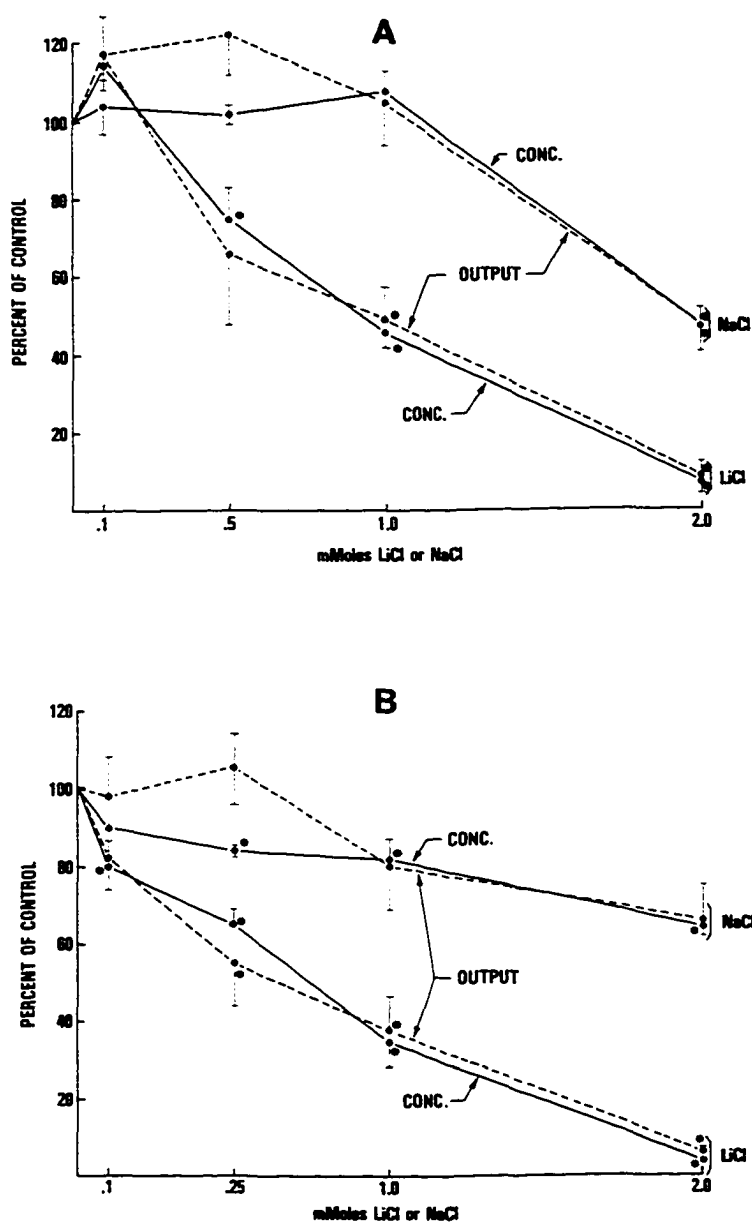 A
120
100
80
60
40
20
PERCENT OF CONTROL
CONC.
OUTPUT
CONC.
NaCl
LiCl
.1
.5
1.0
2.0
mMoles LiCl or NaCl
B
120
100
80
60
40
20
PERCENT OF CONTROL
CONC.
OUTPUT
CONC.
NaCl
LiCl
.1
.25
1.0
2.0
mMoles LiCl or NaCl